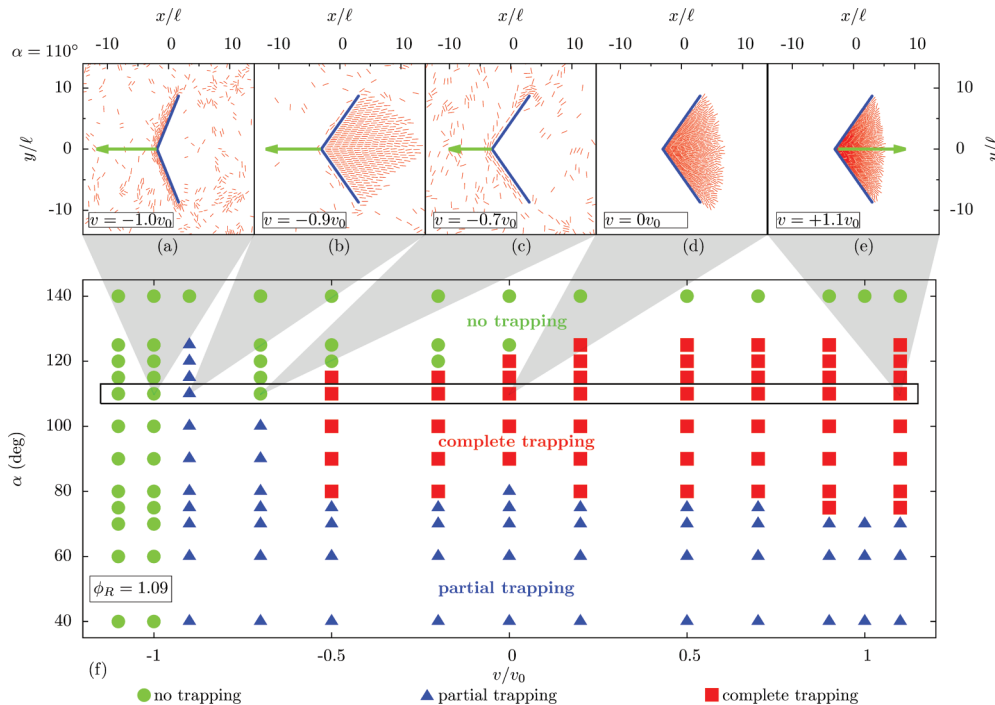 x/ℓ x/ℓ x/ℓ x/ℓ x/ℓ
α = 110° -10 0 10 -10 0 10 -10 0 10 -10 0 10 -10 0 10
y/ℓ 10 0 -10
10 0 -10 y/ℓ
v = −1.0v₀ v = −0.9v₀ v = −0.7v₀ v = 0v₀ v = +1.1v₀
(a) (b) (c) (d) (e)
α (deg)
140
no trapping
120
100
complete trapping
80
60
ϕ_R = 1.09
partial trapping
40
-1 -0.5 0 0.5 1
(f) v/v₀
no trapping partial trapping complete trapping